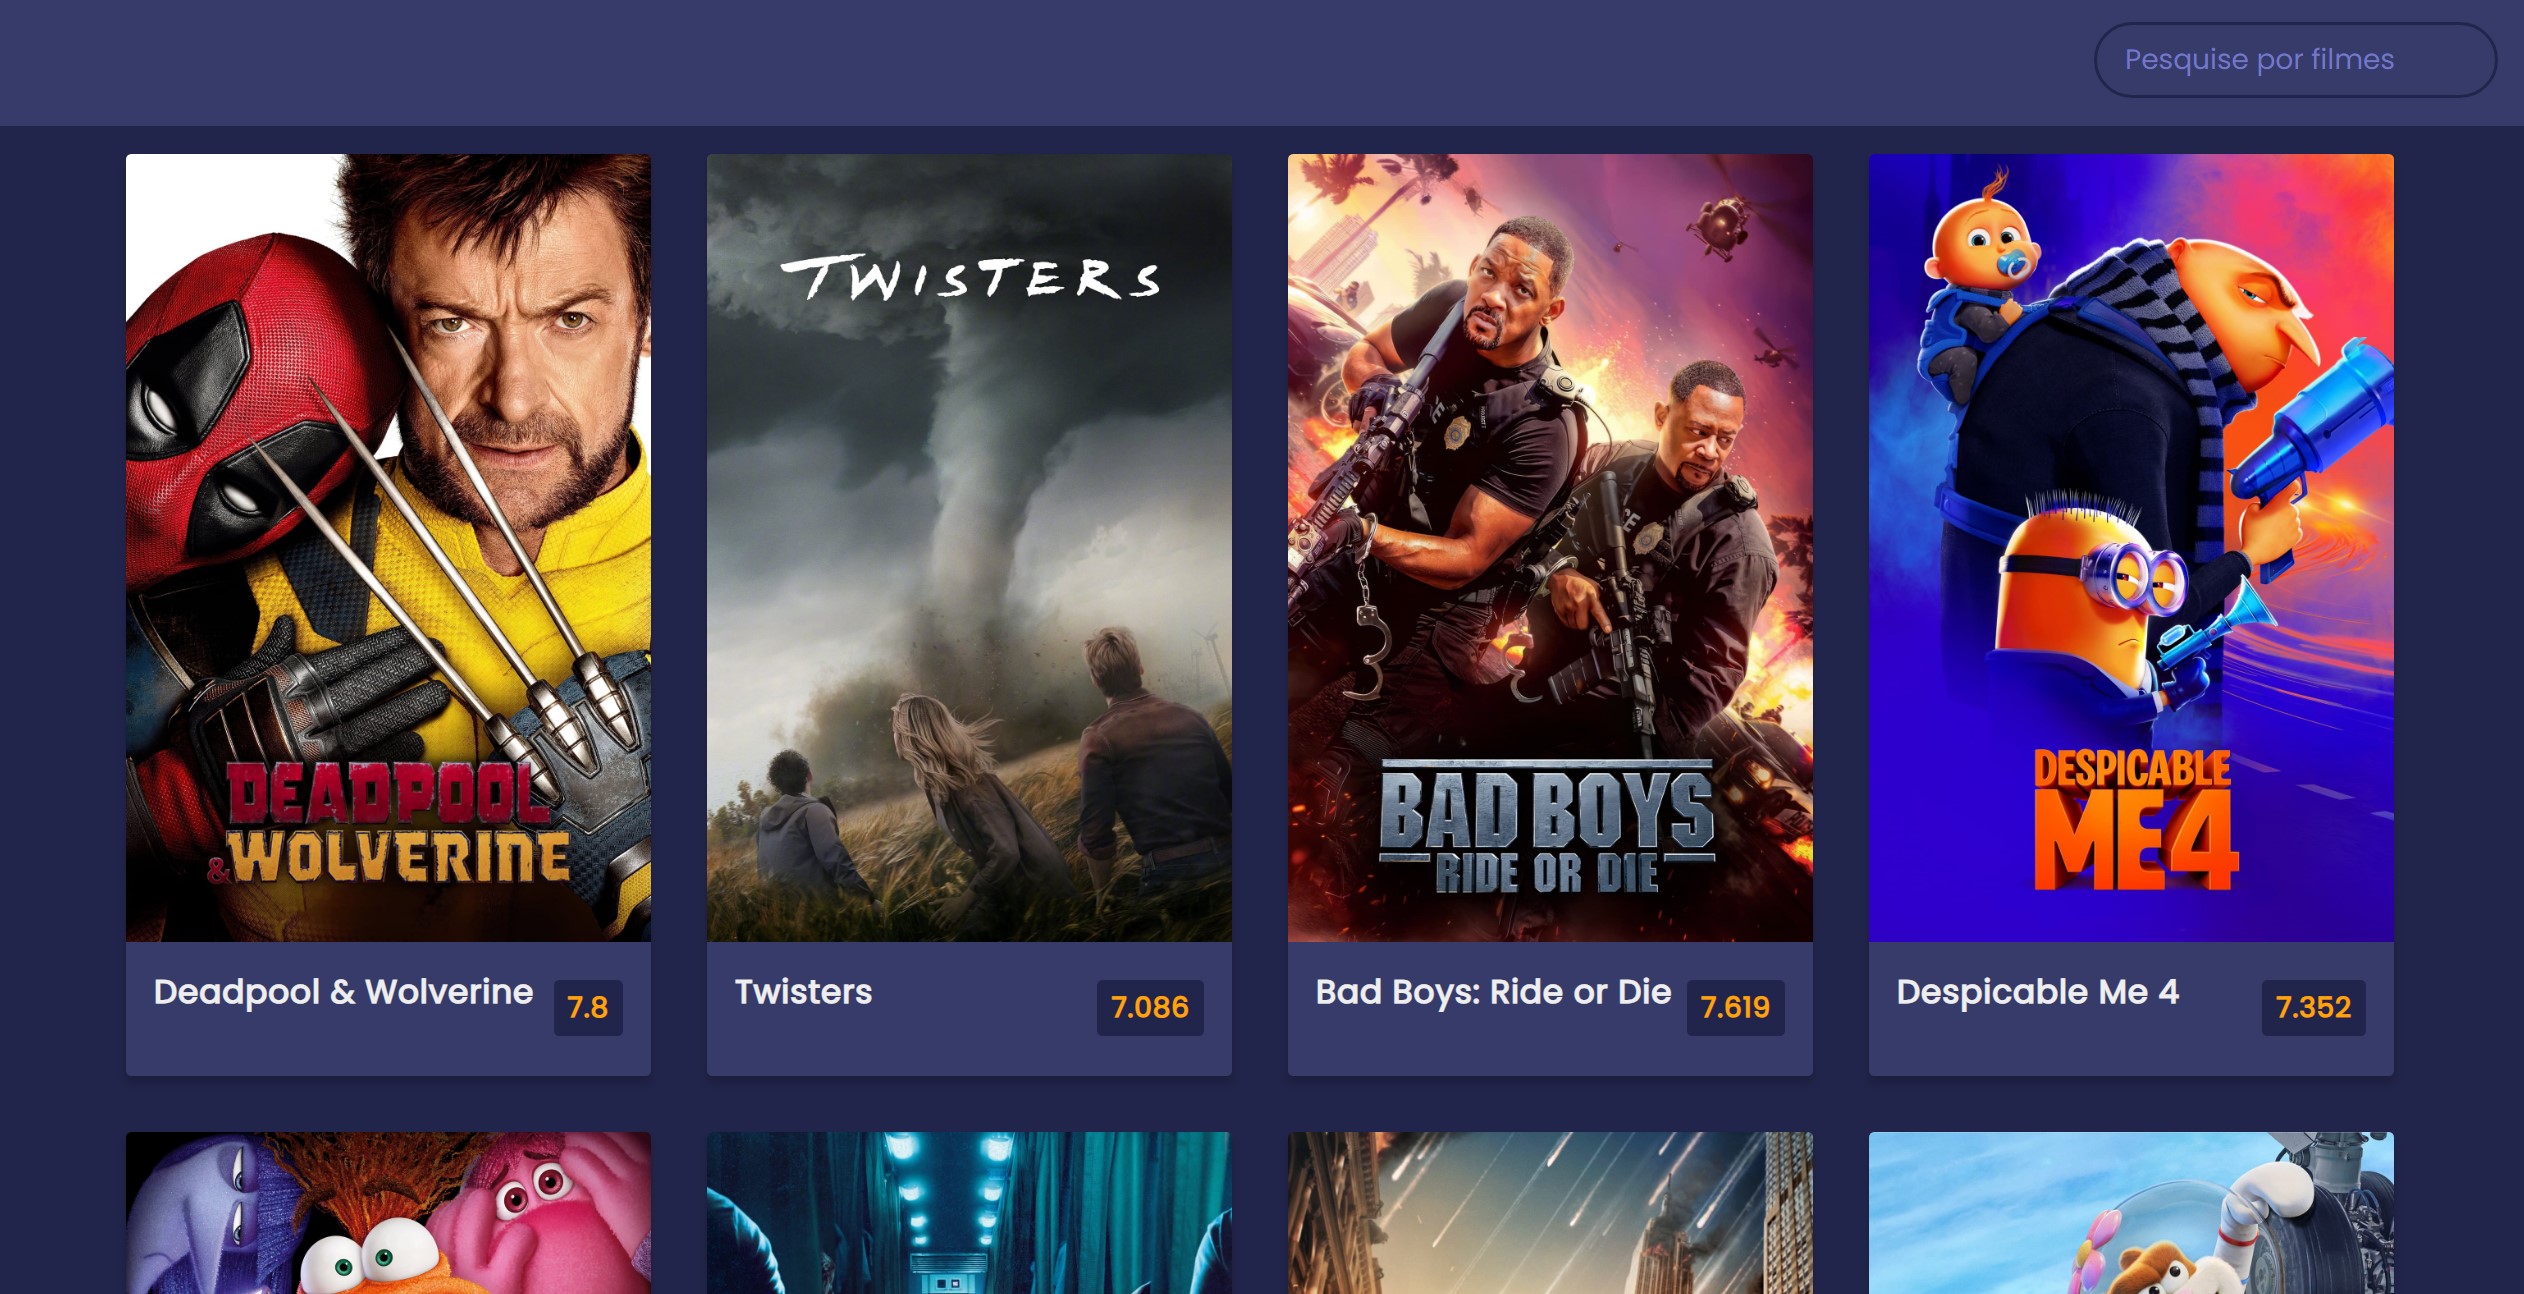 Pesquise por filmes
DEADPOOL
&WOLVERINE
TWISTERS
BAD BOYS
RIDE OR DIE
DESPICABLE
ME 4
Deadpool & Wolverine
7.8
Twisters
7.086
Bad Boys: Ride or Die
7.619
Despicable Me 4
7.352